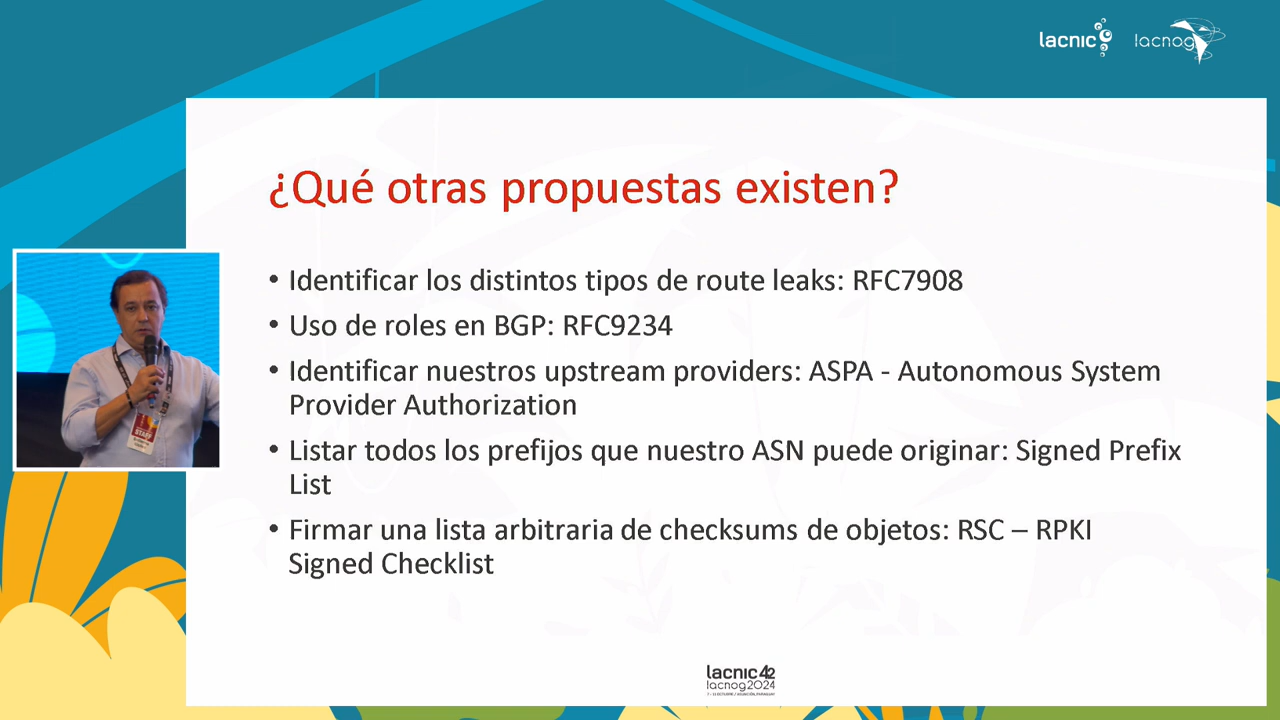 lacnic
lacnog
¿Qué otras propuestas existen?
• Identificar los distintos tipos de route leaks: RFC7908
• Uso de roles en BGP: RFC9234
• Identificar nuestros upstream providers: ASPA - Autonomous System
Provider Authorization
• Listar todos los prefijos que nuestro ASN puede originar: Signed Prefix
List
• Firmar una lista arbitraria de checksums de objetos: RSC – RPKI
Signed Checklist
STAFF
lacnic42
lacnog2024